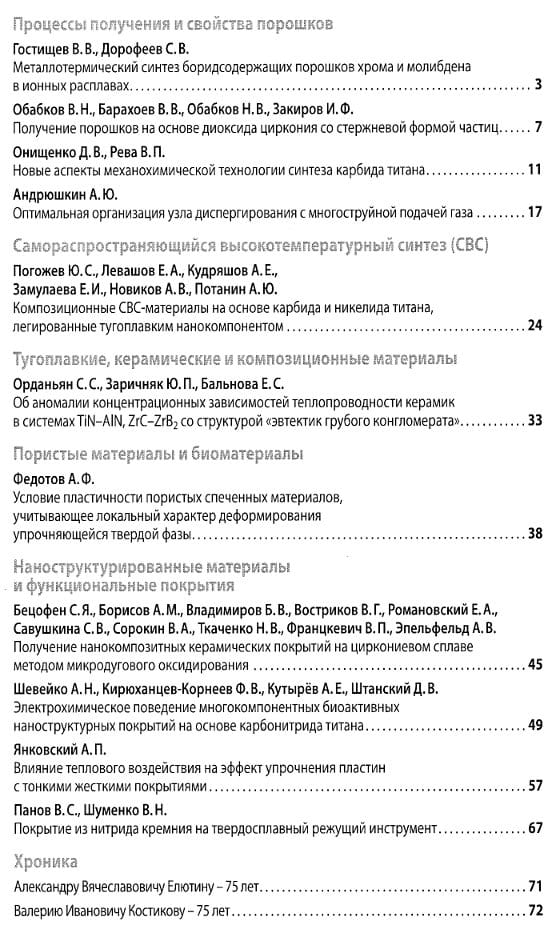 Процессы получения и свойства порошков
Гостищев В.В., Дорофеев С.В.
Металлотермический синтез боридсодержащих порошков хрома и молибдена
в ионных расплавах........................................................................................................ 3
Обабков В.Н., Барахоев В.В., Обабков Н.В., Закиров И.Ф.
Получение порошков на основе диоксида циркония со стержневой формой частиц... 7
Онищенко Д.В., Рева В.П.
Новые аспекты механохимической технологии синтеза карбида титана.................... 11
Андрюшкин А.Ю.
Оптимальная организация узла диспергирования с многоструйной подачей газа........ 17
Самораспространяющийся высокотемпературный синтез (СВС)
Погожев Ю.С., Левашов Е.А., Кудряшов А.Е.,
Замулаева Е.И., Новиков А.В., Потанин А.Ю.
Композиционные СВС-материалы на основе карбида и никелида титана,
легированные тугоплавким нанокомпонентом................................................ 24
Тугоплавкие, керамические и композиционные материалы
Орданьян С.С., Заричняк Ю.П., Бальнова Е.С.
Об аномалии концентрационных зависимостей теплопроводности керамик
в системах TiN–AlN, ZrC–ZrB₂ со структурой «эвтектик грубого конгломерата»........ 33
Пористые материалы и биоматериалы
Федотов А.Ф.
Условие пластичности пористых спеченных материалов,
учитывающее локальный характер деформирования
упрочняющейся твердой фазы.................................................................... 38
Наноструктурированные материалы
и функциональные покрытия
Бецофен С.Я., Борисов А.М., Владимиров Б.В., Востриков В.Г., Романовский Е.А.,
Савушкина С.В., Сорокин В.А., Ткаченко Н.В., Францкевич В.П., Эпельфельд А.В.
Получение нанокомпозитных керамических покрытий на циркониевом сплаве
методом микродугового оксидирования........................................................ 45
Шевейко А.Н., Кирюханцев-Корнеев Ф.В., Кутырёв А.Е., Штанский Д.В.
Электрохимическое поведение многокомпонентных биоактивных
наноструктурных покрытий на основе карбонитрида титана............................ 49
Янковский А.П.
Влияние теплового воздействия на эффект упрочнения пластин
с тонкими жесткими покрытиями................................................................ 57
Панов В.С., Шуменко В.Н.
Покрытие из нитрида кремния на твердосплавный режущий инструмент.............. 67
Хроника
Александру Вячеславовичу Елютину – 75 лет.................................................. 71
Валерию Ивановичу Костикову – 75 лет........................................................ 72